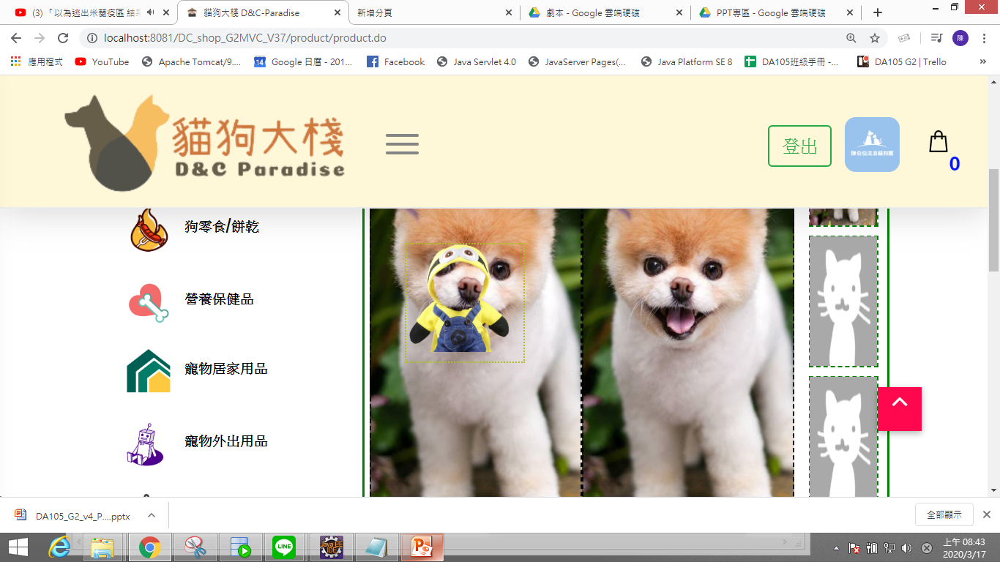 (3)「以為逃出米蘭疫區 結果
貓狗大棧 D&C-Paradise
新增分頁
劇本 - Google 雲端硬碟
PPT專區 - Google 雲端硬碟
localhost:8081/DC_shop_G2MVC_V37/product/product.do
陳
應用程式
YouTube
Apache Tomcat/9....
14
Google 日曆 - 201...
Facebook
Java Servlet 4.0
JavaServer Pages(...
Java Platform SE 8
DA105班級手冊 -...
DA105 G2 | Trello
貓狗大棧
D&C Paradise
登出
0
狗零食/餅乾
營養保健品
寵物居家用品
寵物外出用品
DA105_G2_v4_P....pptx
全部顯示
LINE
Java EE
IDE
上午 08:43
2020/3/17